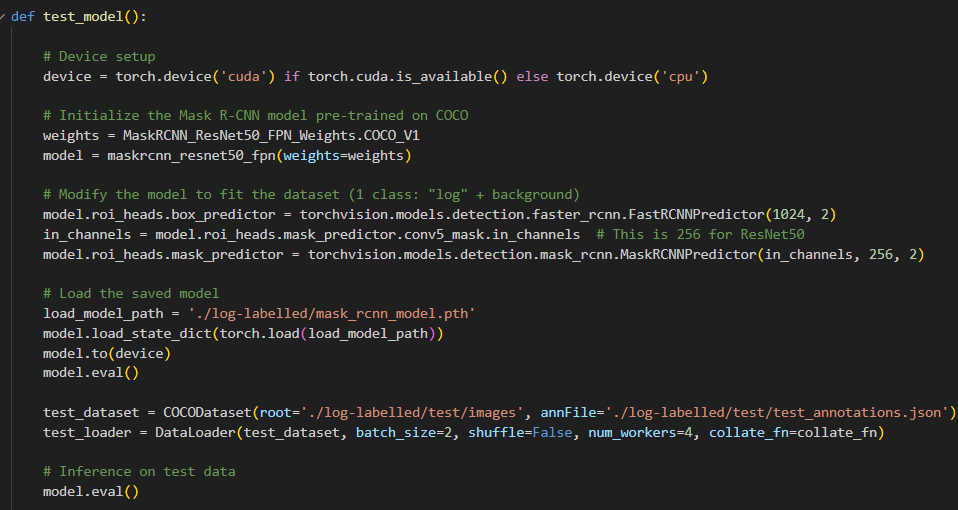 def test_model():
# Device setup
device = torch.device('cuda') if torch.cuda.is_available() else torch.device('cpu')
# Initialize the Mask R-CNN model pre-trained on COCO
weights = MaskRCNN_ResNet50_FPN_Weights.COCO_V1
model = maskrcnn_resnet50_fpn(weights=weights)
# Modify the model to fit the dataset (1 class: "log" + background)
model.roi_heads.box_predictor = torchvision.models.detection.faster_rcnn.FastRCNNPredictor(1024, 2)
in_channels = model.roi_heads.mask_predictor.conv5_mask.in_channels  # This is 256 for ResNet50
model.roi_heads.mask_predictor = torchvision.models.detection.mask_rcnn.MaskRCNNPredictor(in_channels, 256, 2)
# Load the saved model
load_model_path = './log-labelled/mask_rcnn_model.pth'
model.load_state_dict(torch.load(load_model_path))
model.to(device)
model.eval()
test_dataset = COCODataset(root='./log-labelled/test/images', annFile='./log-labelled/test/test_annotations.json')
test_loader = DataLoader(test_dataset, batch_size=2, shuffle=False, num_workers=4, collate_fn=collate_fn)
# Inference on test data
model.eval()